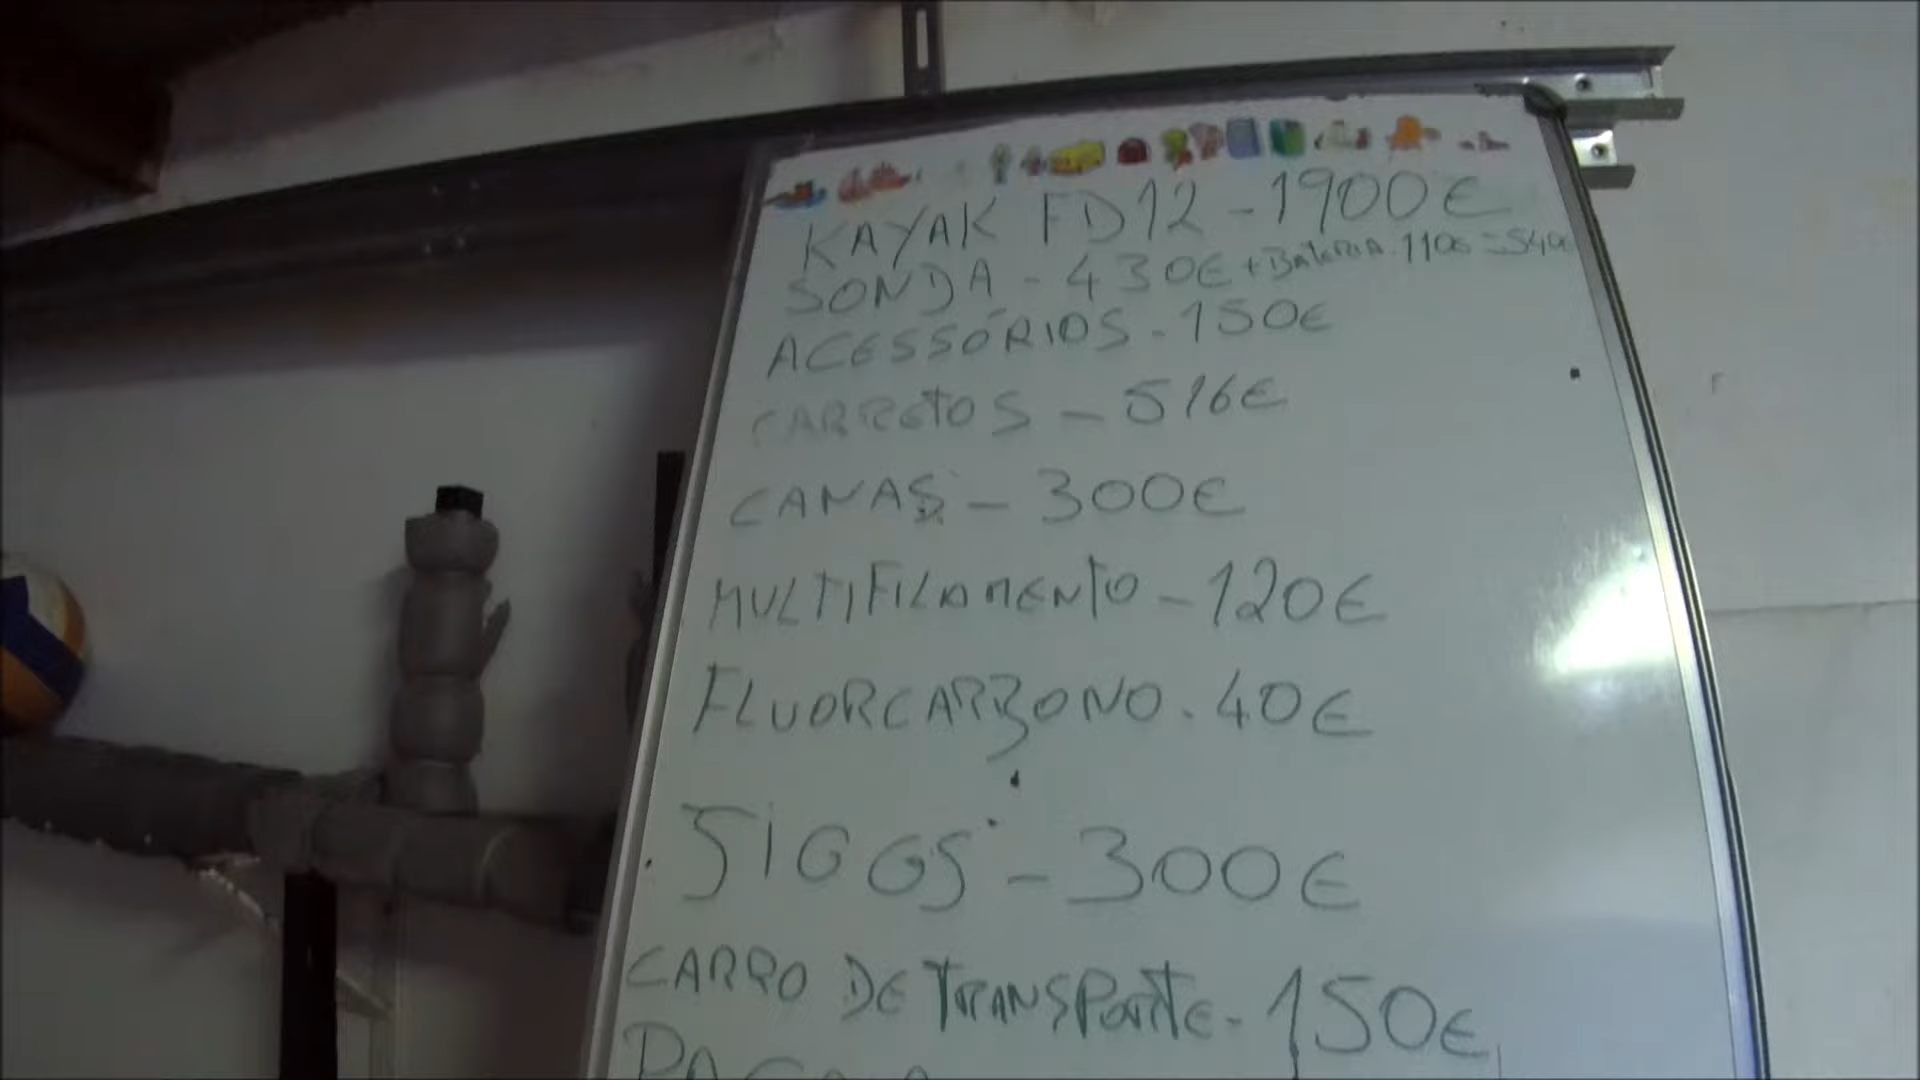 KAYAK FD12 - 1900€
SONDA - 430€ + BATERIA. 110€ = 540€
ACESSÓRIOS. 150€
CARRETOS - 516€
CANAS - 300€
MULTIFILAMENTO - 120€
FLUORCARBONO. 40€
JIGGS - 300€
CARRO DE TRANSPORTE - 150€